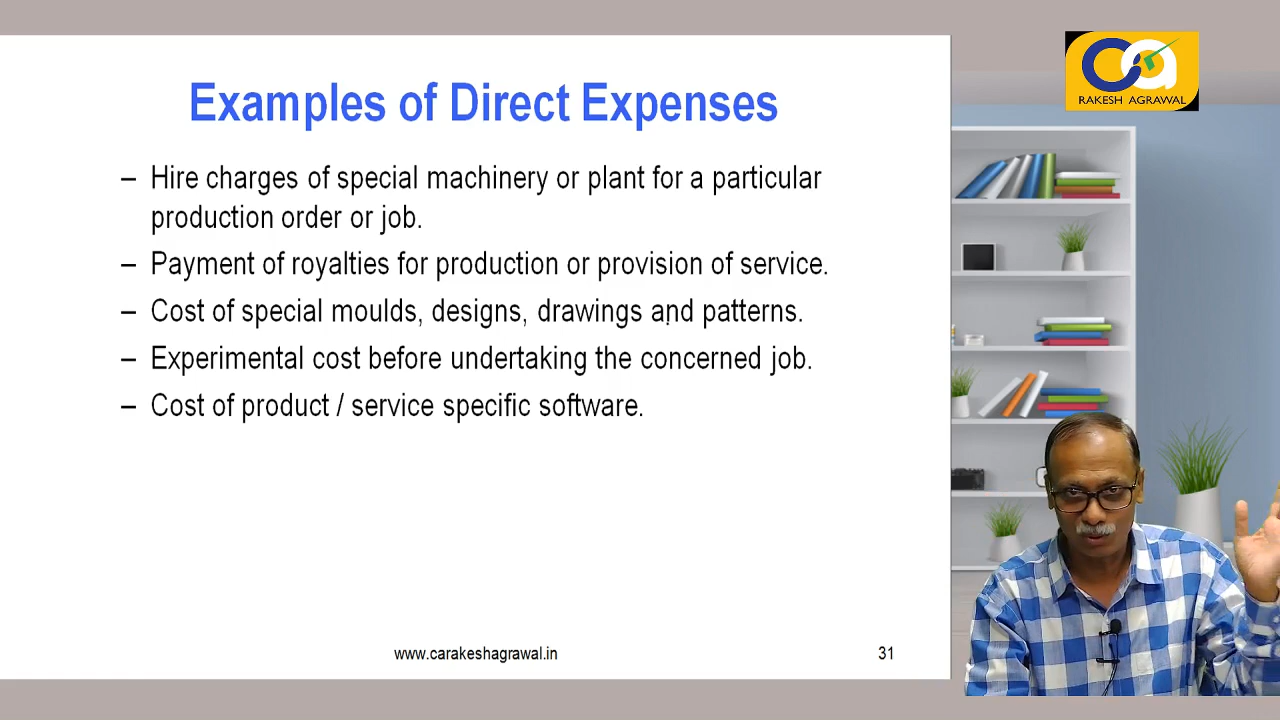 Examples of Direct Expenses
– Hire charges of special machinery or plant for a particular
production order or job.
– Payment of royalties for production or provision of service.
– Cost of special moulds, designs, drawings and patterns.
– Experimental cost before undertaking the concerned job.
– Cost of product / service specific software.
www.carakeshagrawal.in
31
ca
RAKESH AGRAWAL